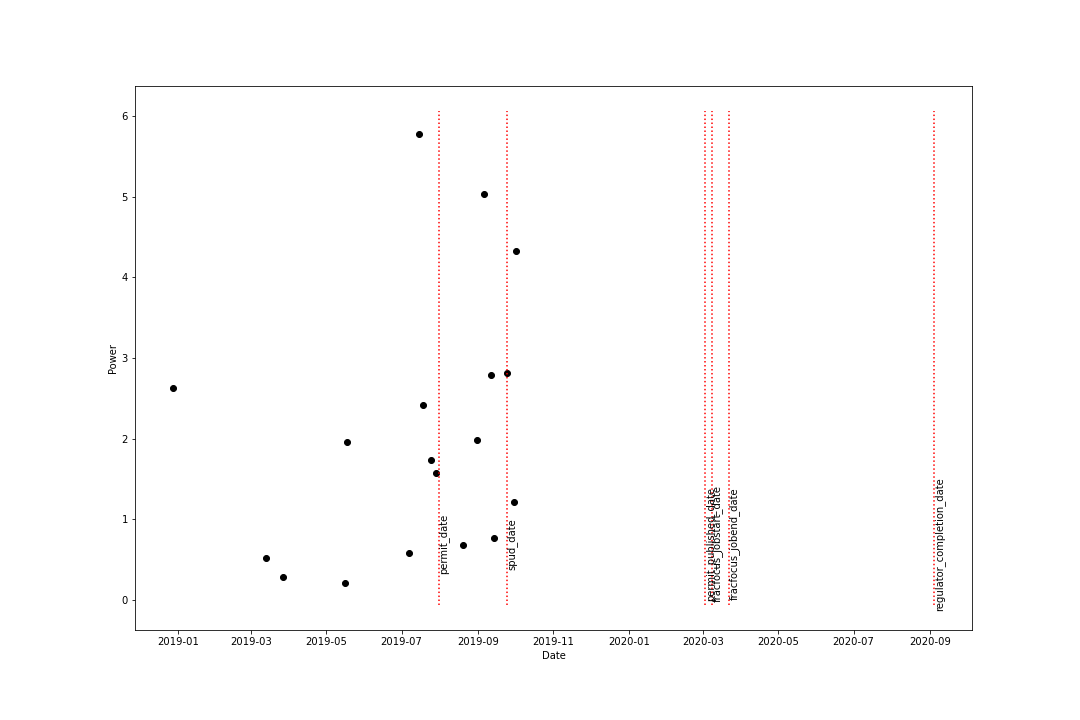 6
5
4
3
2
1
0
Power
permit_date
spud_date
permit_published_date
fracfocus_jobstart_date
fracfocus_jobend_date
regulator_completion_date
2019-01 2019-03 2019-05 2019-07 2019-09 2019-11 2020-01 2020-03 2020-05 2020-07 2020-09
Date